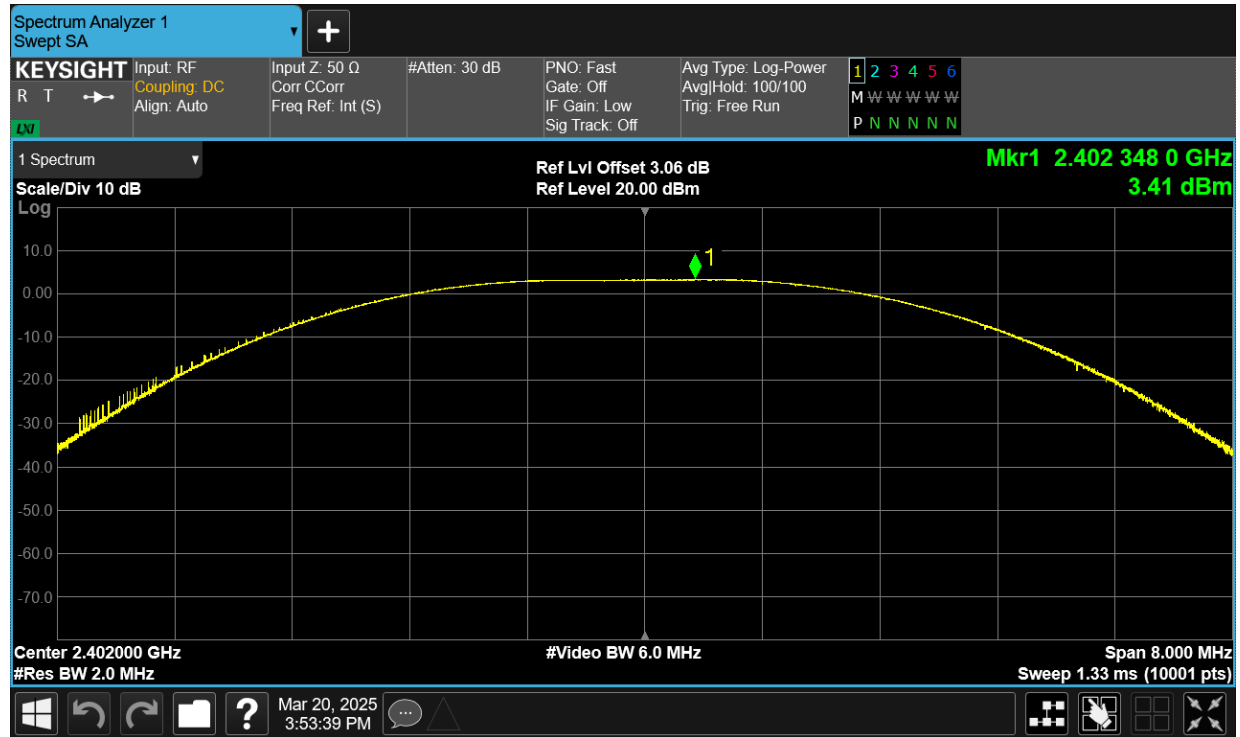 Spectrum Analyzer 1
Swept SA
+
KEYSIGHT
R T
LXI
Input: RF
Coupling: DC
Align: Auto
Input Z: 50 Ω
Corr CCorr
Freq Ref: Int (S)
#Atten: 30 dB
PNO: Fast
Gate: Off
IF Gain: Low
Sig Track: Off
Avg Type: Log-Power
Avg|Hold: 100/100
Trig: Free Run
1 2 3 4 5 6
M W W W W W
P N N N N N
1 Spectrum
Scale/Div 10 dB
Log
Ref Lvl Offset 3.06 dB
Ref Level 20.00 dBm
Mkr1 2.402 348 0 GHz
3.41 dBm
1
10.0
0.00
-10.0
-20.0
-30.0
-40.0
-50.0
-60.0
-70.0
Center 2.402000 GHz
#Res BW 2.0 MHz
#Video BW 6.0 MHz
Span 8.000 MHz
Sweep 1.33 ms (10001 pts)
?
Mar 20, 2025
3:53:39 PM